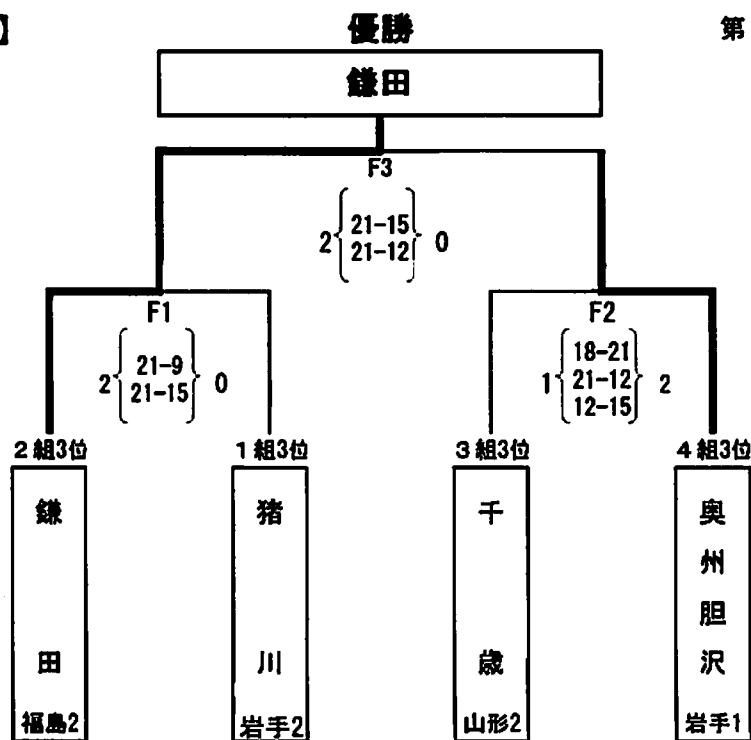 】 優勝 第
鎌田
F3
2 { 21-15 } 0
21-12
F1 F2
2 { 21-9 } 0
21-15
1 { 18-21 } 2
21-12
12-15
2組3位 1組3位 3組3位 4組3位
鎌田
福島2
猪川
岩手2
千歳
山形2
奥州胆沢
岩手1